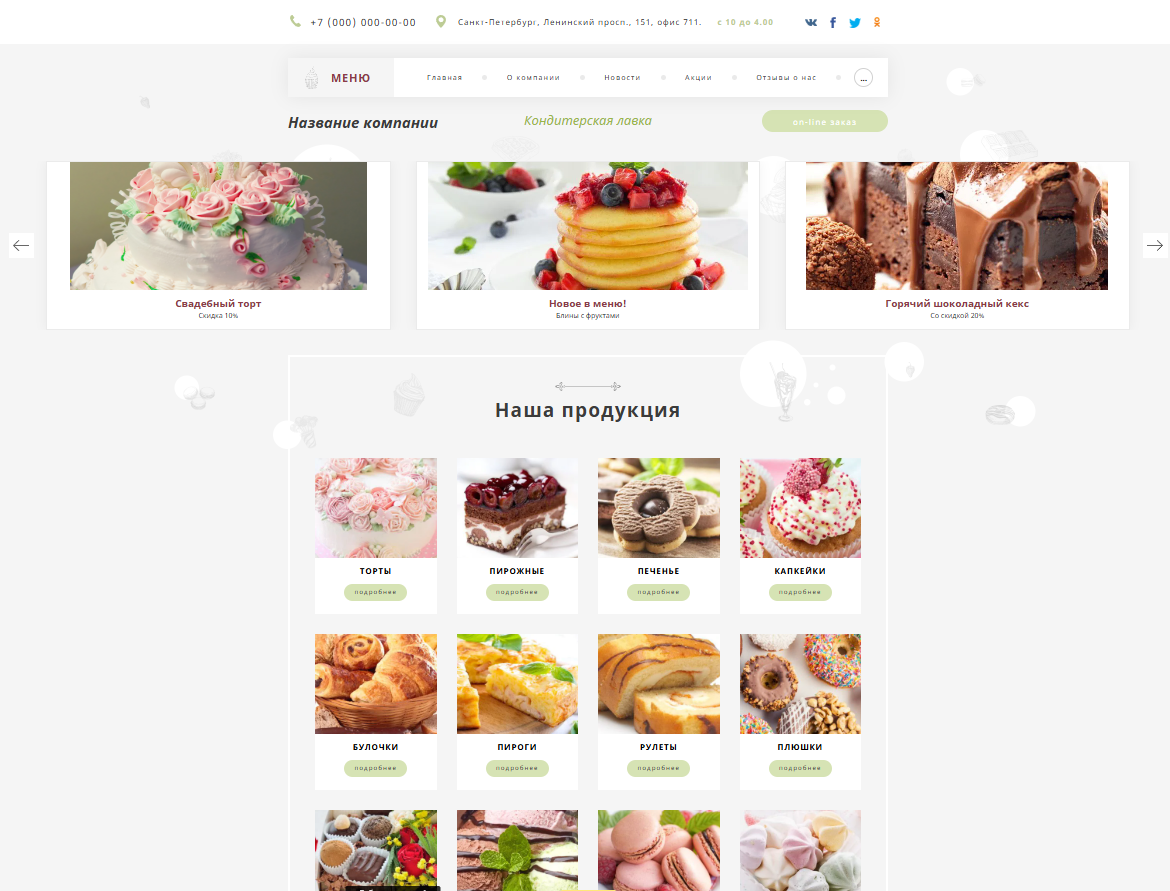 +7 (000) 000-00-00
Санкт-Петербург, Ленинский просп., 151, офис 711.
с 10 до 4.00
МЕНЮ
Главная
О компании
Новости
Акции
Отзывы о нас
...
Название компании
Кондитерская лавка
on-line заказ
Свадебный торт
Скидка 10%
Новое в меню!
Блины с фруктами
Горячий шоколадный кекс
Со скидкой 20%
Наша продукция
ТОРТЫ
ПИРОЖНЫЕ
ПЕЧЕНЬЕ
КАПКЕЙКИ
подробнее
подробнее
подробнее
подробнее
БУЛОЧКИ
ПИРОГИ
РУЛЕТЫ
ПЛЮШКИ
подробнее
подробнее
подробнее
подробнее